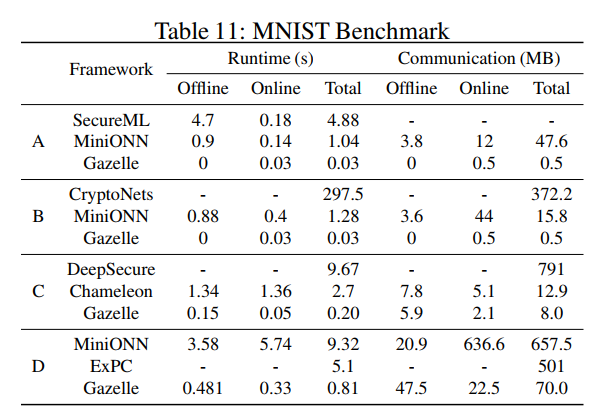 Table 11: MNIST Benchmark
Framework Runtime (s) Communication (MB)
Offline Online Total Offline Online Total
SecureML 4.7 0.18 4.88 - - -
A MiniONN 0.9 0.14 1.04 3.8 12 47.6
Gazelle 0 0.03 0.03 0 0.5 0.5
CryptoNets - - 297.5 - - 372.2
B MiniONN 0.88 0.4 1.28 3.6 44 15.8
Gazelle 0 0.03 0.03 0 0.5 0.5
DeepSecure - - 9.67 - - 791
C Chameleon 1.34 1.36 2.7 7.8 5.1 12.9
Gazelle 0.15 0.05 0.20 5.9 2.1 8.0
MiniONN 3.58 5.74 9.32 20.9 636.6 657.5
D ExPC - - 5.1 - - 501
Gazelle 0.481 0.33 0.81 47.5 22.5 70.0